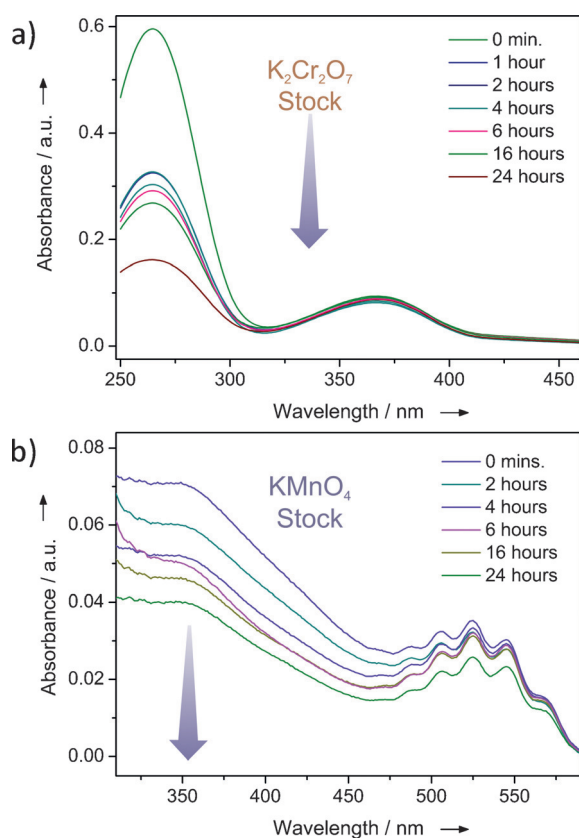 a)
0.6
0.4
0.2
0.0
Absorbance / a.u. →
K₂Cr₂O₇
Stock
0 min.
1 hour
2 hours
4 hours
6 hours
16 hours
24 hours
250
300
350
400
450
Wavelength / nm →
b)
0.08
0.06
0.04
0.02
0.00
Absorbance / a.u. →
KMnO₄
Stock
0 mins.
2 hours
4 hours
6 hours
16 hours
24 hours
350
400
450
500
550
Wavelength / nm →